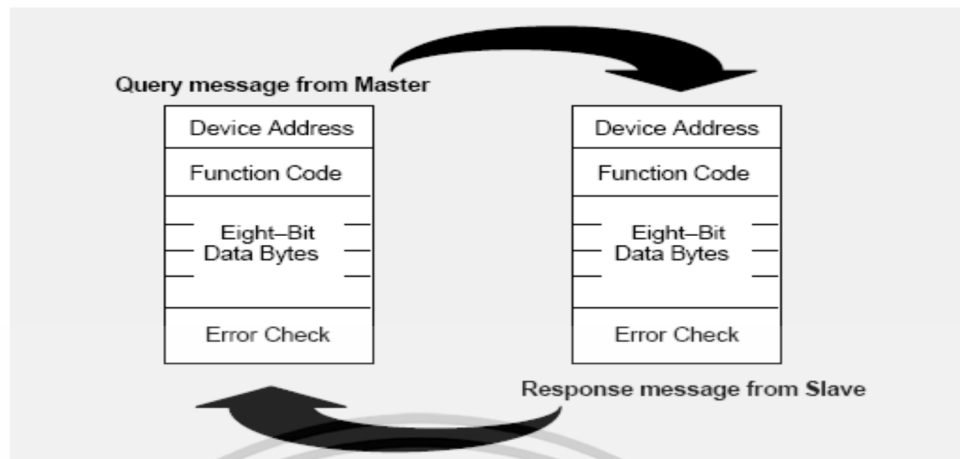 Query message from Master
Device Address
Function Code
Eight–Bit
Data Bytes
Error Check
Device Address
Function Code
Eight–Bit
Data Bytes
Error Check
Response message from Slave